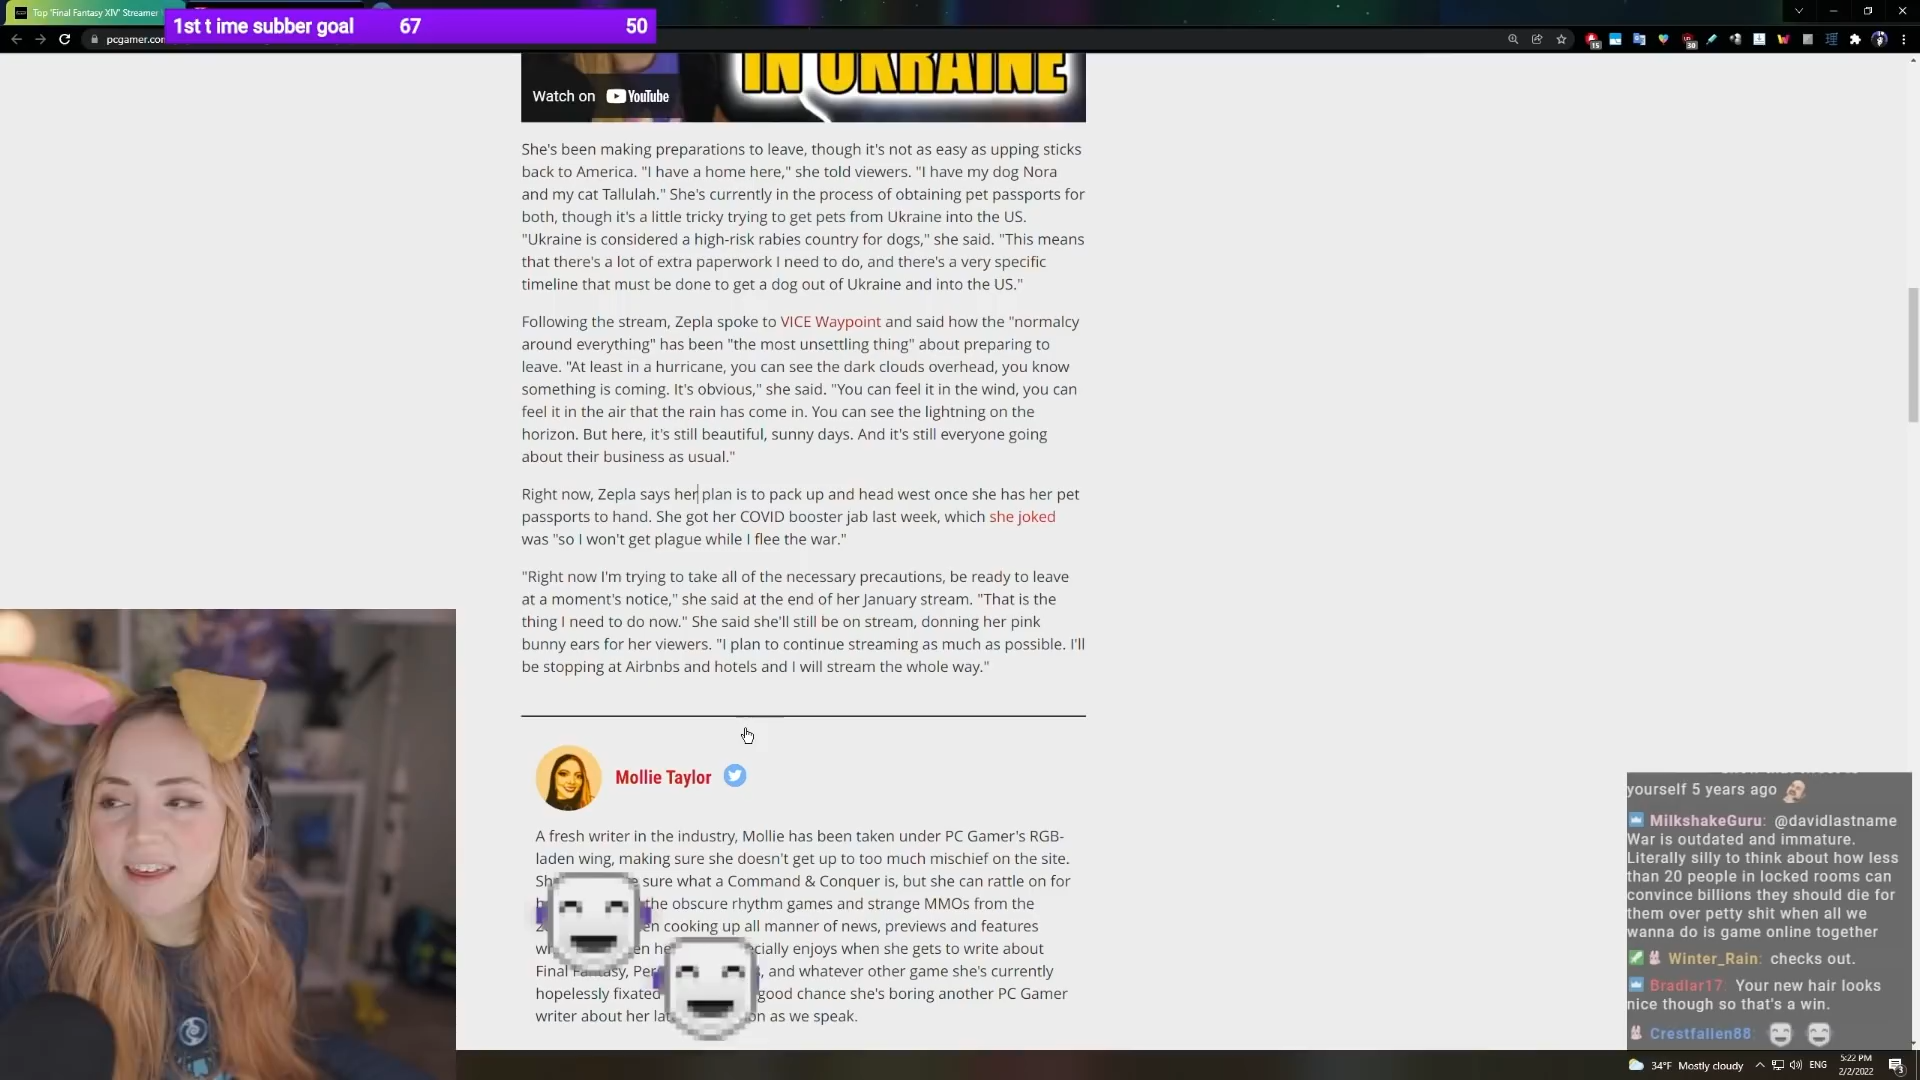 Top 'Final Fantasy XIV' Streamer
1st t ime subber goal 67 50
pcgamer.com
IN UKRAINE
Watch on YouTube
She's been making preparations to leave, though it's not as easy as upping sticks
back to America. "I have a home here," she told viewers. "I have my dog Nora
and my cat Tallulah." She's currently in the process of obtaining pet passports for
both, though it's a little tricky trying to get pets from Ukraine into the US.
"Ukraine is considered a high-risk rabies country for dogs," she said. "This means
that there's a lot of extra paperwork I need to do, and there's a very specific
timeline that must be done to get a dog out of Ukraine and into the US."
Following the stream, Zepla spoke to VICE Waypoint and said how the "normalcy
around everything" has been "the most unsettling thing" about preparing to
leave. "At least in a hurricane, you can see the dark clouds overhead, you know
something is coming. It's obvious," she said. "You can feel it in the wind, you can
feel it in the air that the rain has come in. You can see the lightning on the
horizon. But here, it's still beautiful, sunny days. And it's still everyone going
about their business as usual."
Right now, Zepla says her plan is to pack up and head west once she has her pet
passports to hand. She got her COVID booster jab last week, which she joked
was "so I won't get plague while I flee the war."
"Right now I'm trying to take all of the necessary precautions, be ready to leave
at a moment's notice," she said at the end of her January stream. "That is the
thing I need to do now." She said she'll still be on stream, donning her pink
bunny ears for her viewers. "I plan to continue streaming as much as possible. I'll
be stopping at Airbnbs and hotels and I will stream the whole way."
Mollie Taylor
A fresh writer in the industry, Mollie has been taken under PC Gamer's RGB-
laden wing, making sure she doesn't get up to too much mischief on the site.
sure what a Command & Conquer is, but she can rattle on for
the obscure rhythm games and strange MMOs from the
cooking up all manner of news, previews and features
when she gets to write about
Final Fantasy, and whatever other game she's currently
hopelessly fixated good chance she's boring another PC Gamer
writer about her as we speak.
yourself 5 years ago
MilkshakeGuru: @davidlastname
War is outdated and immature.
Literally silly to think about how less
than 20 people in locked rooms can
convince billions they should die for
them over petty shit when all we
wanna do is game online together
Winter_Rain: checks out.
Bradlar17: Your new hair looks
nice though so that's a win.
Crestfallen88:
34°F Mostly cloudy ENG 5:22 PM
2/2/2022